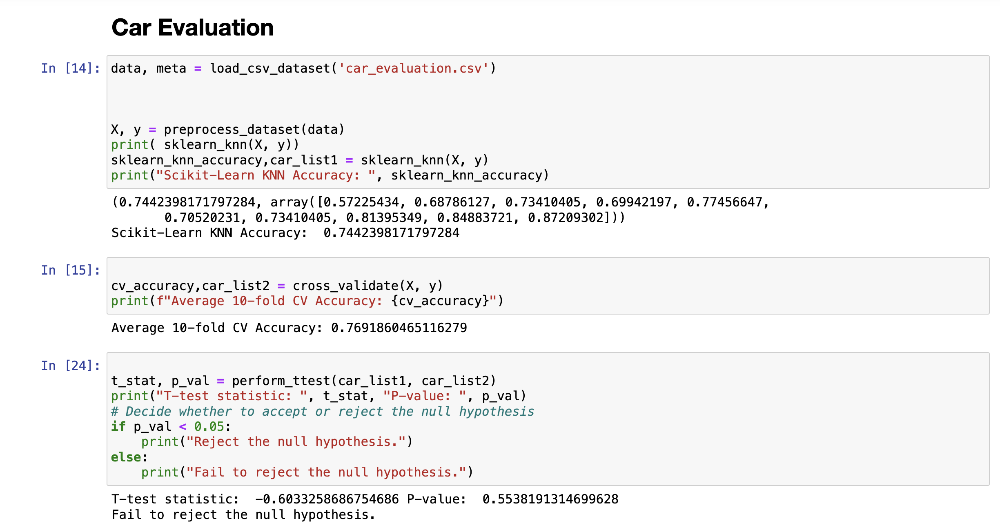 Car Evaluation
In [14]:
data, meta = load_csv_dataset('car_evaluation.csv')
X, y = preprocess_dataset(data)
print( sklearn_knn(X, y))
sklearn_knn_accuracy,car_list1 = sklearn_knn(X, y)
print("Scikit-Learn KNN Accuracy: ", sklearn_knn_accuracy)
(0.7442398171797284, array([0.57225434, 0.68786127, 0.73410405, 0.69942197, 0.77456647,
0.70520231, 0.73410405, 0.81395349, 0.84883721, 0.87209302]))
Scikit-Learn KNN Accuracy:  0.7442398171797284
In [15]:
cv_accuracy,car_list2 = cross_validate(X, y)
print(f"Average 10-fold CV Accuracy: {cv_accuracy}")
Average 10-fold CV Accuracy: 0.7691860465116279
In [24]:
t_stat, p_val = perform_ttest(car_list1, car_list2)
print("T-test statistic: ", t_stat, "P-value: ", p_val)
# Decide whether to accept or reject the null hypothesis
if p_val < 0.05:
    print("Reject the null hypothesis.")
else:
    print("Fail to reject the null hypothesis.")
T-test statistic:  -0.6033258686754686 P-value:  0.5538191314699628
Fail to reject the null hypothesis.